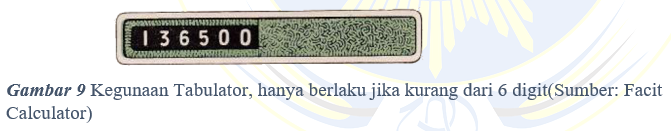 136500
Gambar 9 Kegunaan Tabulator, hanya berlaku jika kurang dari 6 digit(Sumber: Facit
Calculator)